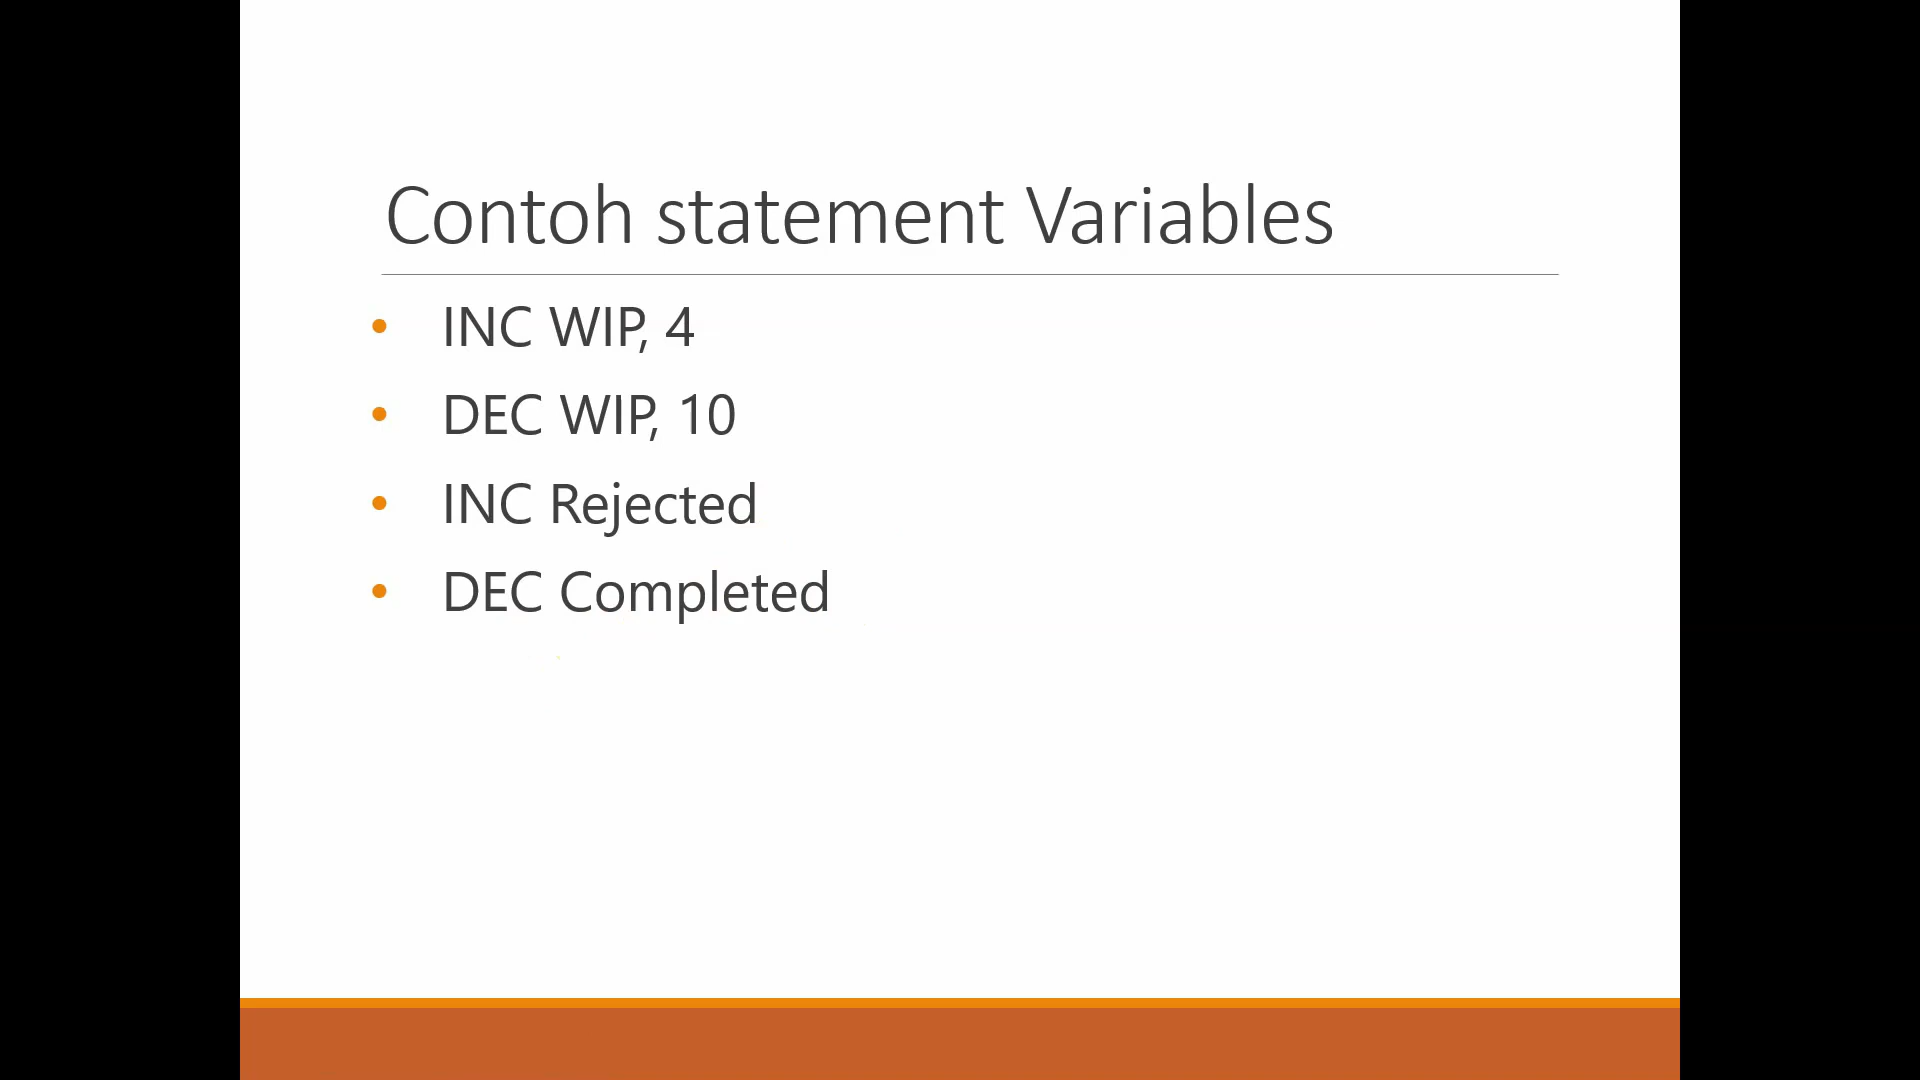 Contoh statement Variables
• INC WIP, 4
• DEC WIP, 10
• INC Rejected
• DEC Completed